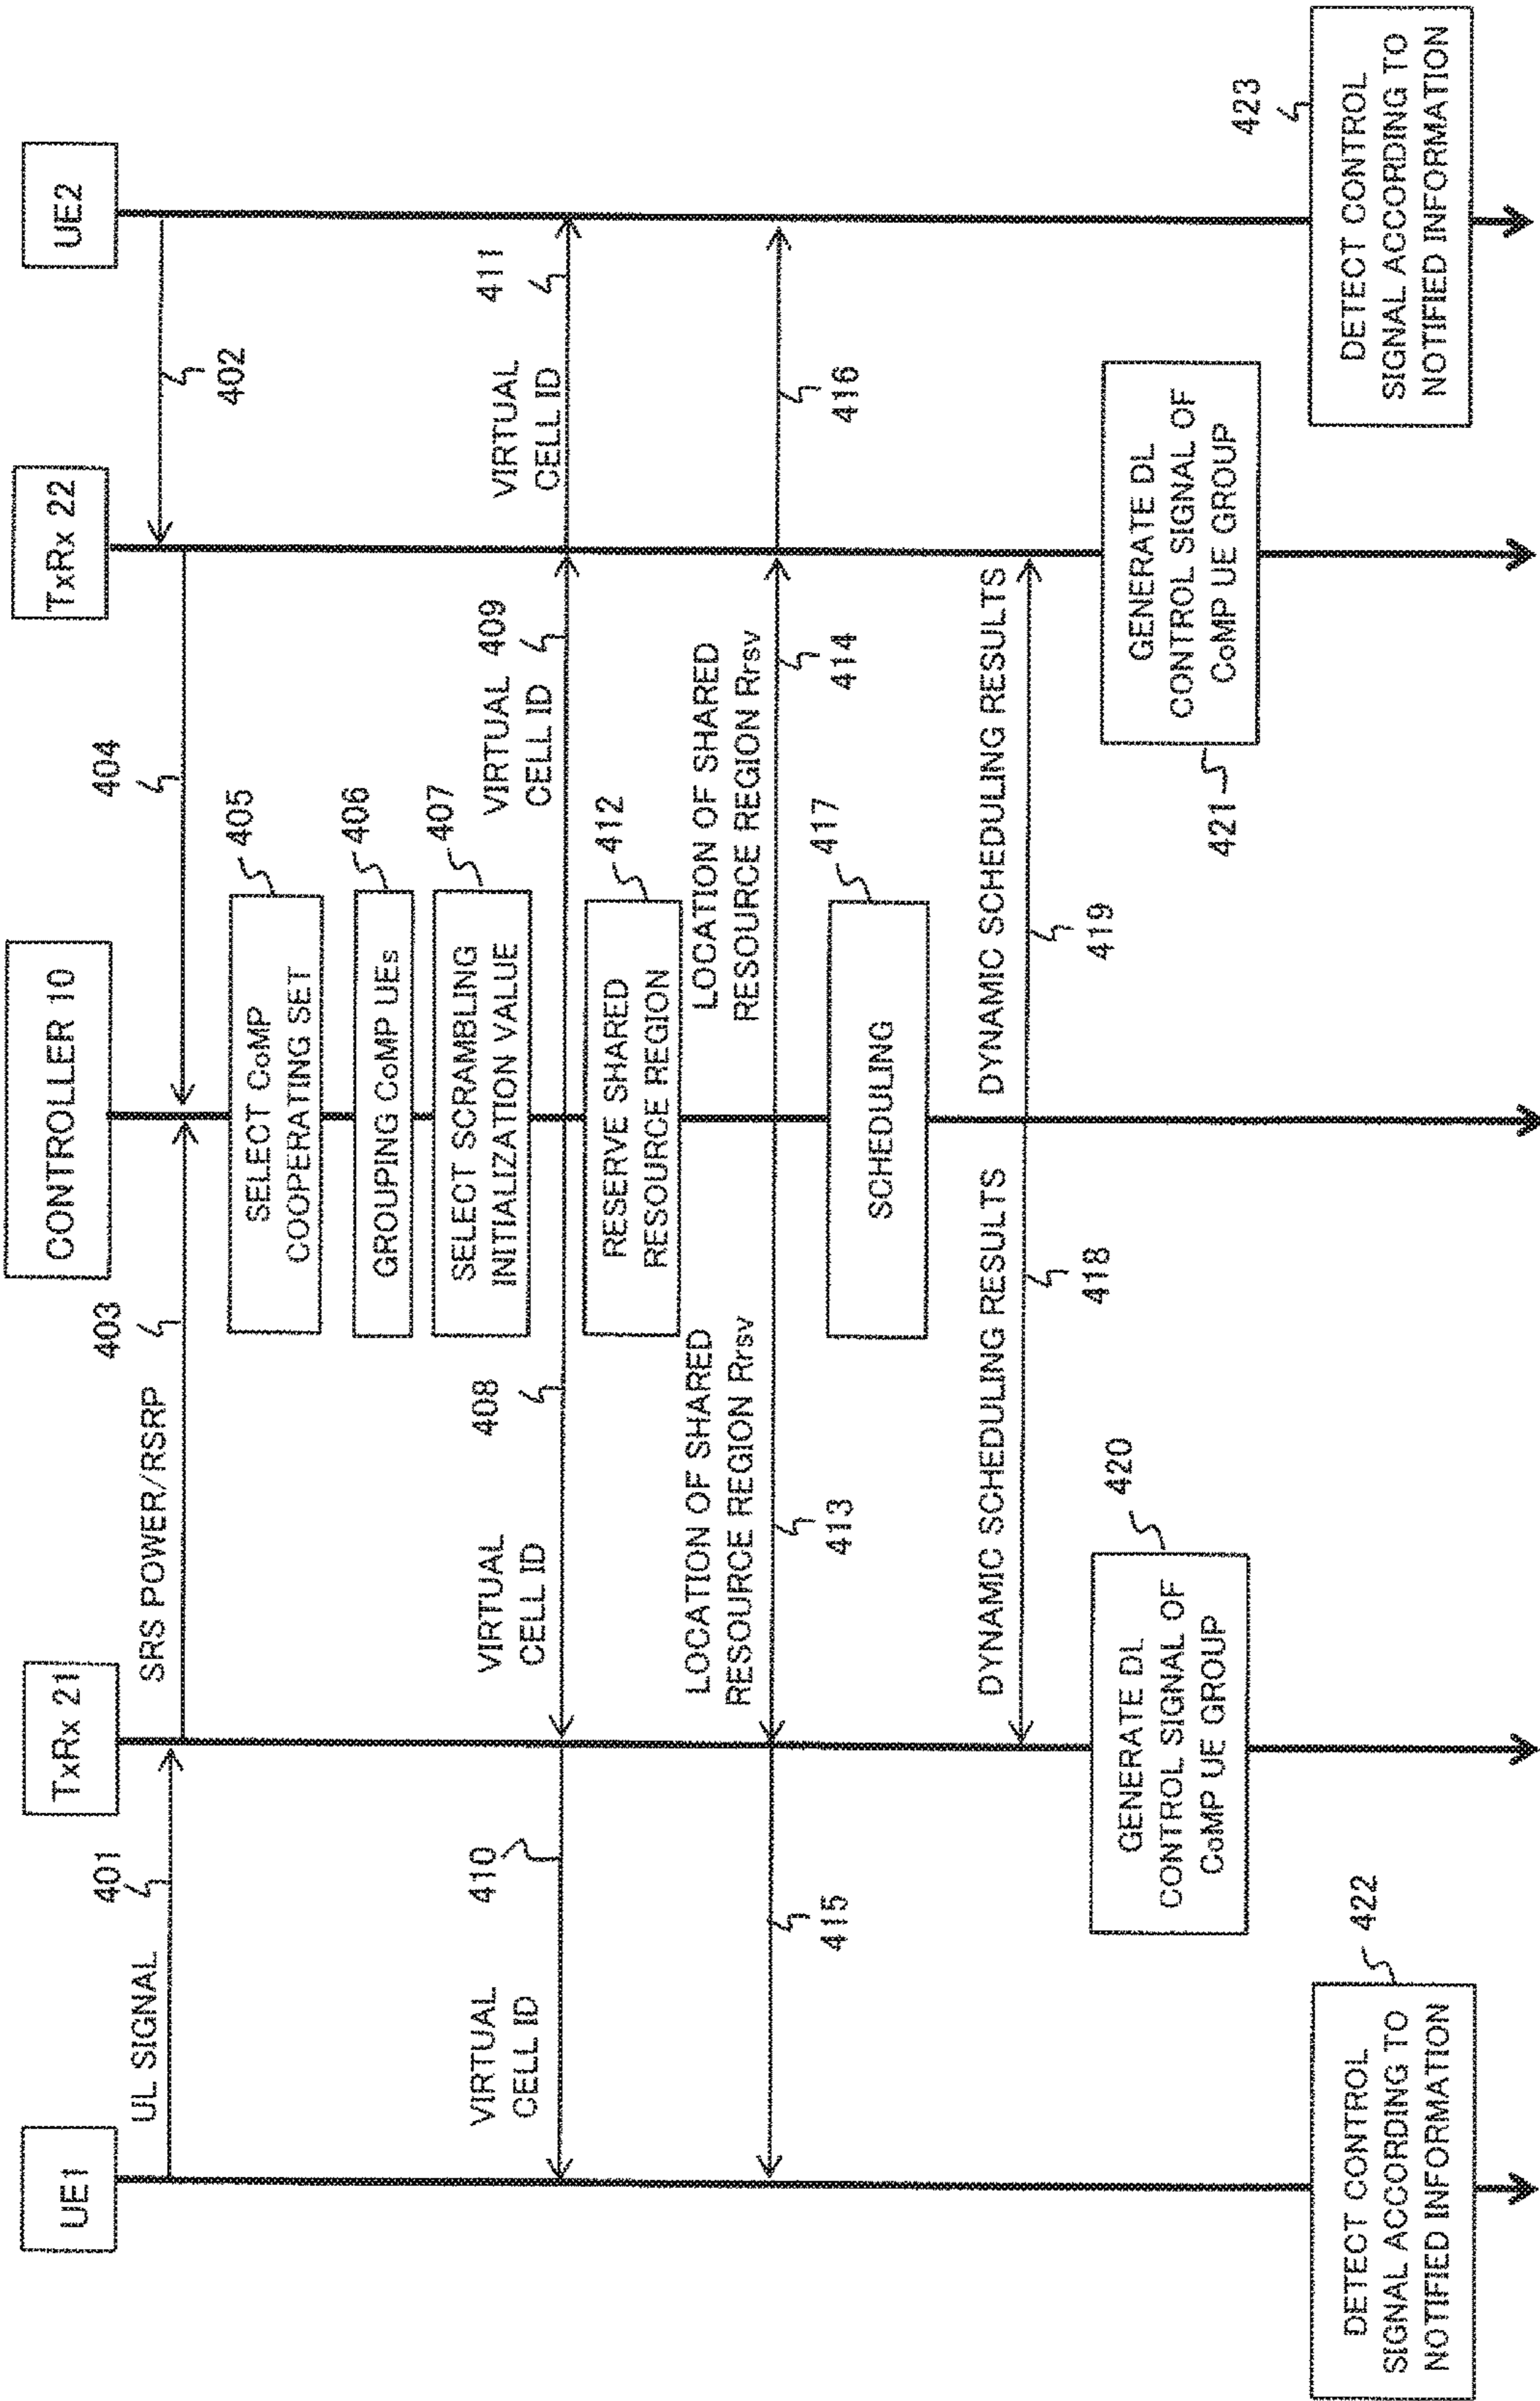 UE1
TxRx 21
CONTROLLER 10
TxRx 22
UE2
UL SIGNAL
401
SRS POWER/RSRP
403
404
402
SELECT CoMP
COOPERATING SET
405
GROUPING CoMP UEs
406
SELECT SCRAMBLING
INITIALIZATION VALUE
407
VIRTUAL
CELL ID
410
VIRTUAL
CELL ID
408
VIRTUAL
CELL ID
409
VIRTUAL
CELL ID
411
RESERVE SHARED
RESOURCE REGION
412
LOCATION OF SHARED
RESOURCE REGION Rrsv
413
LOCATION OF SHARED
RESOURCE REGION Rrsv
414
415
416
SCHEDULING
417
DYNAMIC SCHEDULING RESULTS
418
DYNAMIC SCHEDULING RESULTS
419
GENERATE DL
CONTROL SIGNAL OF
CoMP UE GROUP
420
GENERATE DL
CONTROL SIGNAL OF
CoMP UE GROUP
421
DETECT CONTROL
SIGNAL ACCORDING TO
NOTIFIED INFORMATION
422
DETECT CONTROL
SIGNAL ACCORDING TO
NOTIFIED INFORMATION
423